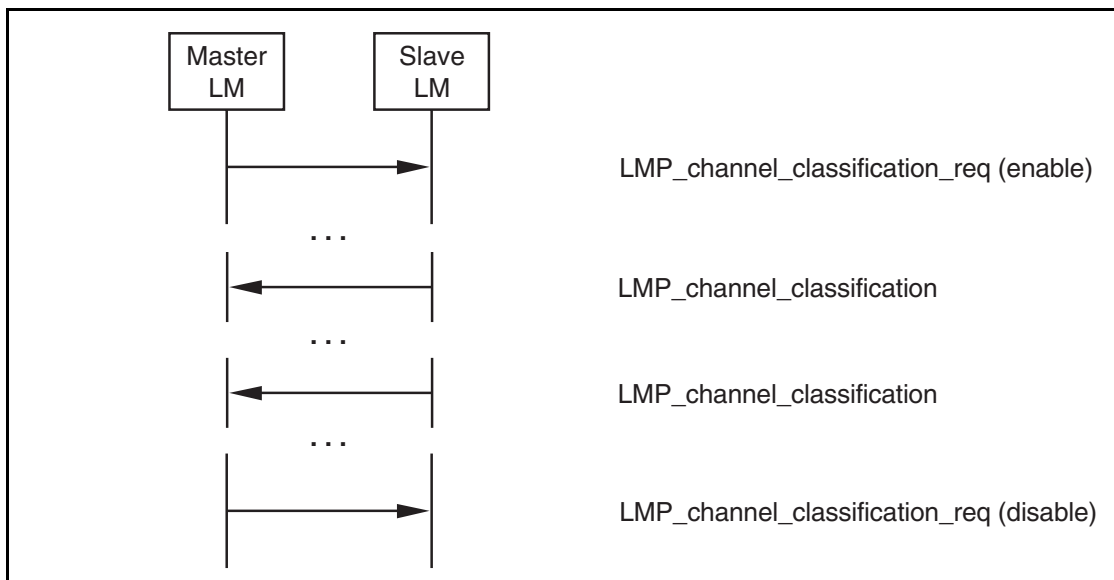 Master
LM
Slave
LM
LMP_channel_classification_req (enable)
. . .
LMP_channel_classification
. . .
LMP_channel_classification
. . .
LMP_channel_classification_req (disable)